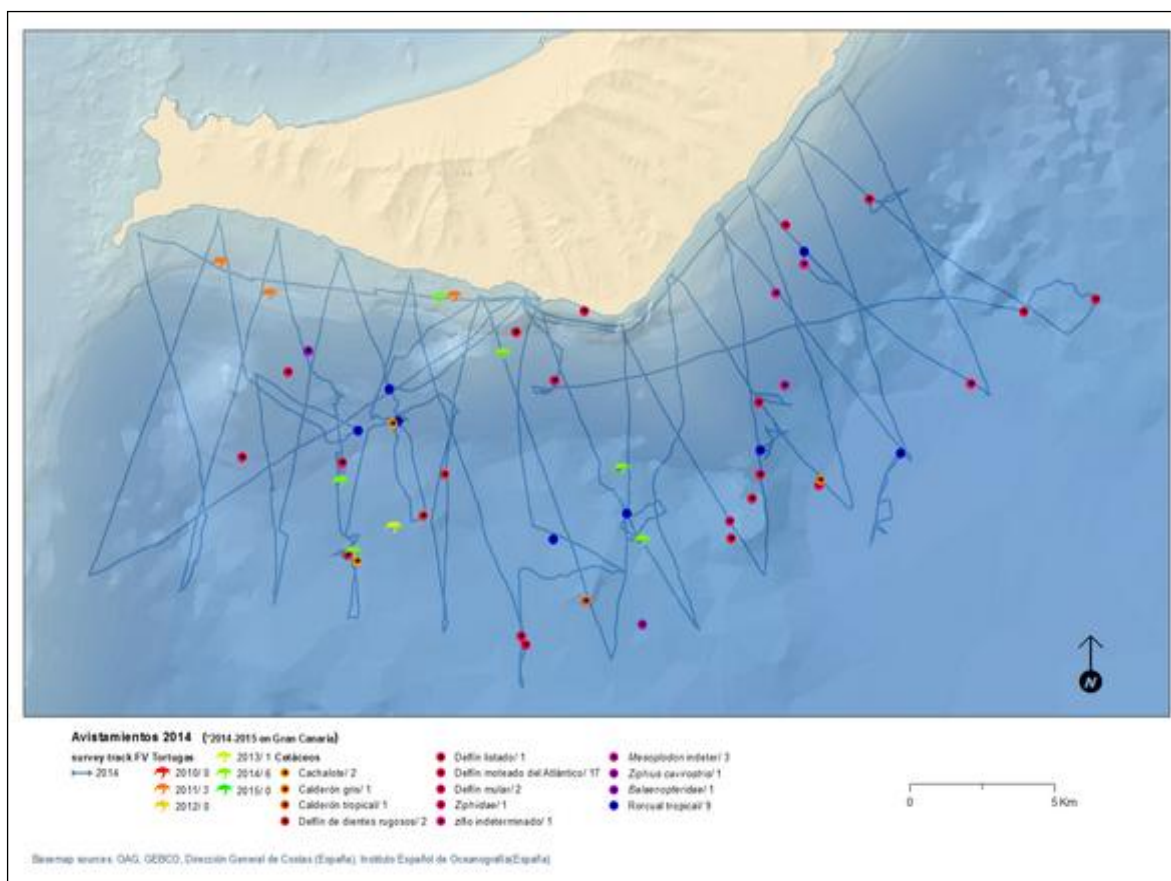 N
Avistamientos 2014 (*2014-2015 en Gran Canaria)
survey track FV Tortugas
2014
2010/ 0
2011/ 3
2012/ 0
2013/ 1
2014/ 6
2015/ 0
Cetáceos
Cachalote/ 2
Calderón gris/ 1
Calderón tropical/ 1
Delfín de dientes rugosos/ 2
Delfín listado/ 1
Delfín moteado del Atlántico/ 17
Delfín mular/ 2
Ziphiidae/ 1
zifio indeterminado/ 1
Mesoplodon indeter/ 3
Ziphius cavirostris/ 1
Balaenopteridae/ 1
Rorcual tropical/ 9
0 5 Km
Basemap sources: OAG, GEBCO, Dirección General de Costas (España), Instituto Español de Oceanografía(España)